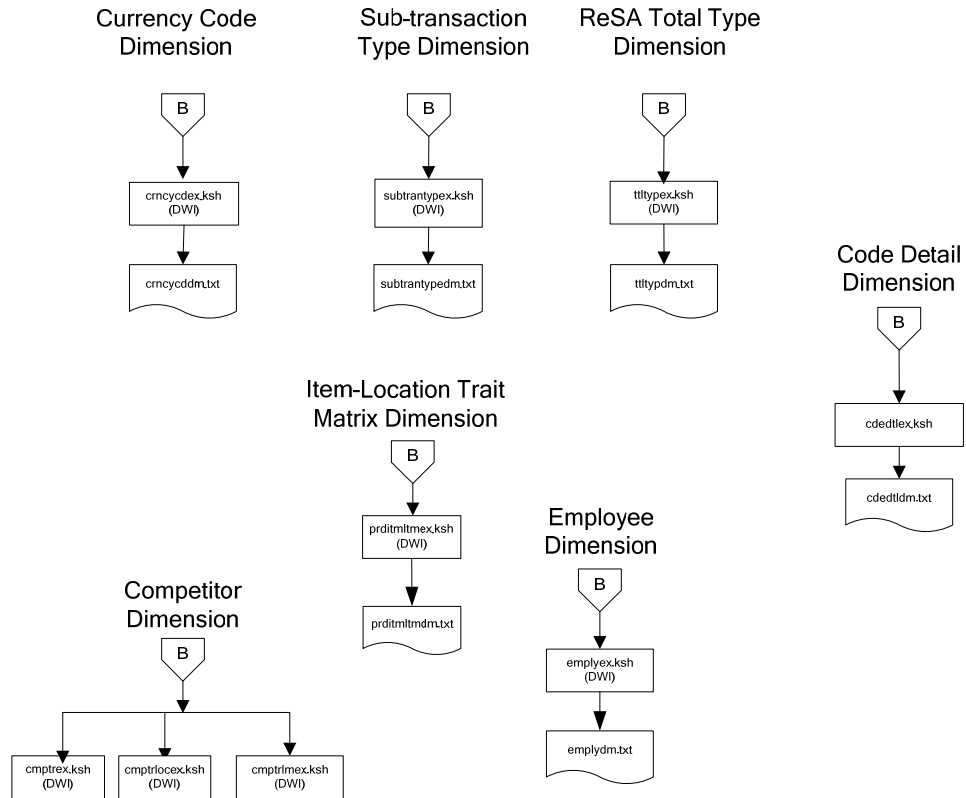 Currency Code
Dimension
B
crncycdex.ksh
(DWI)
crncycddm.txt
Sub-transaction
Type Dimension
B
subtrantypex.ksh
(DWI)
subtrantypedm.txt
ReSA Total Type
Dimension
B
ttltypex.ksh
(DWI)
ttltypdm.txt
Code Detail
Dimension
B
cdedtlex.ksh
cdedtldm.txt
Item-Location Trait
Matrix Dimension
B
prditmltmex.ksh
(DWI)
prditmltmdm.txt
Employee
Dimension
B
emplyex.ksh
(DWI)
emplydm.txt
Competitor
Dimension
B
cmptrex.ksh
(DWI)
cmptrlocex.ksh
(DWI)
cmptrlmex.ksh
(DWI)